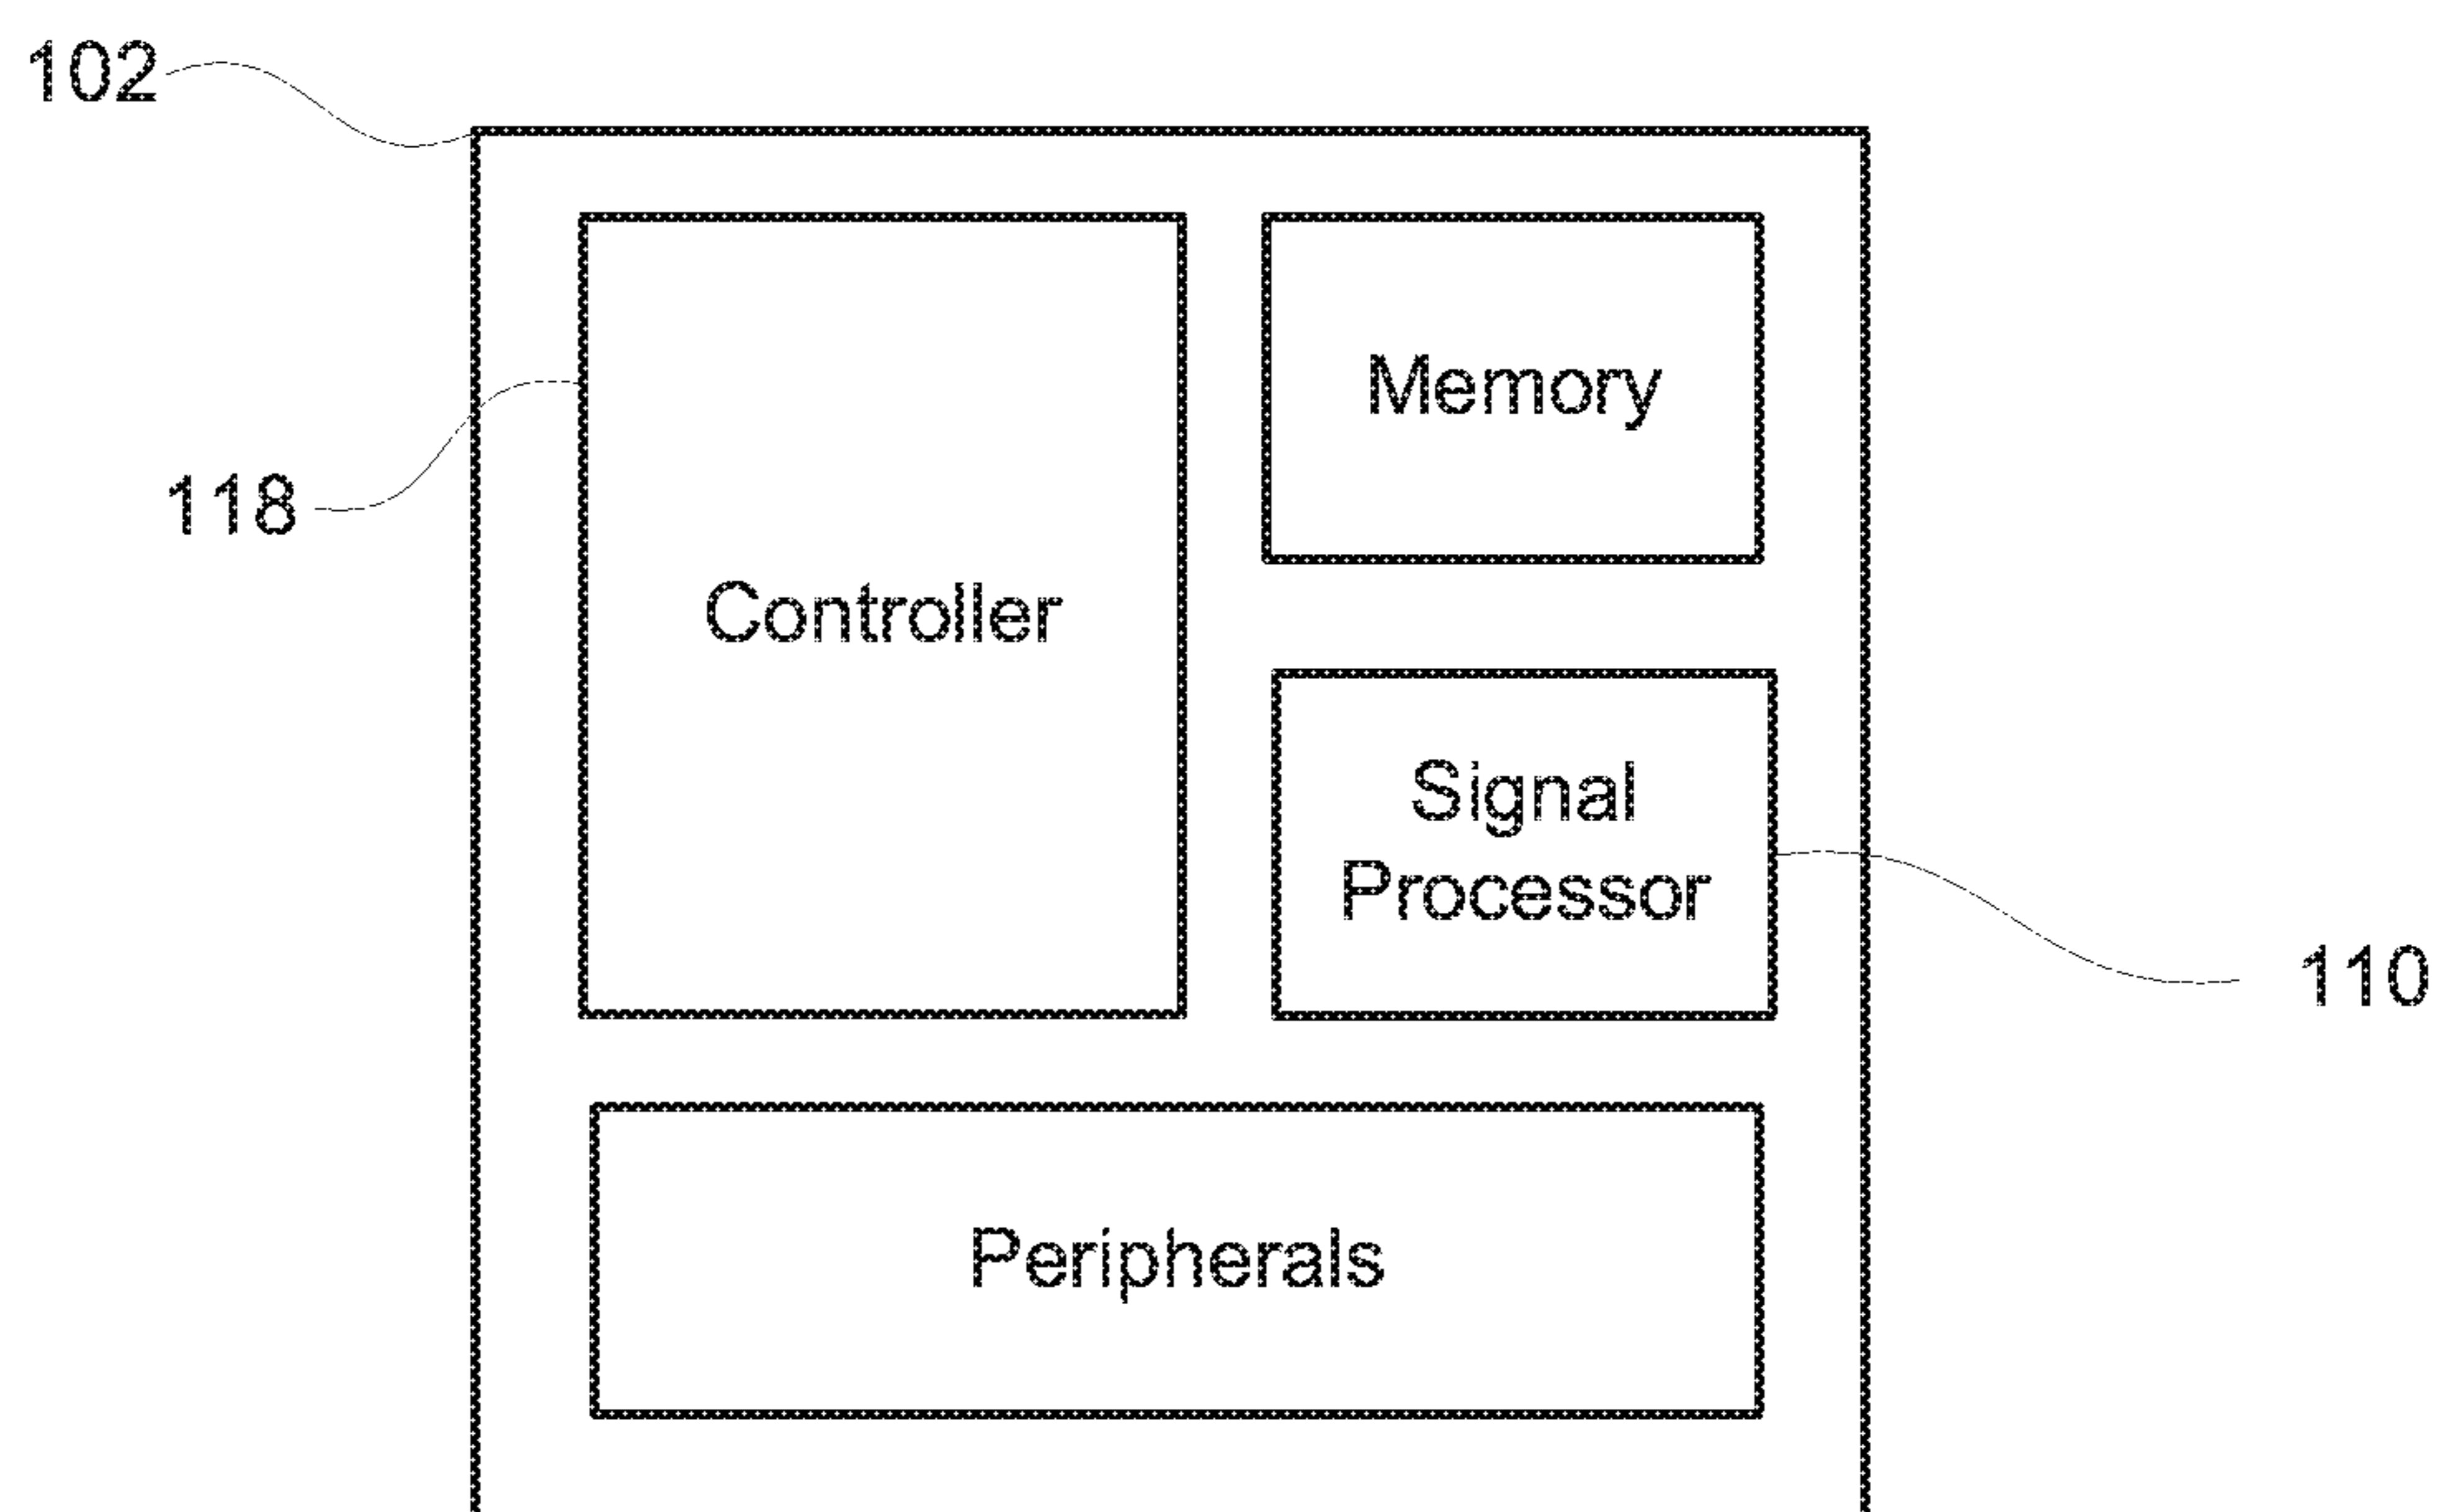 102
Memory
118
Controller
Signal
Processor
110
Peripherals